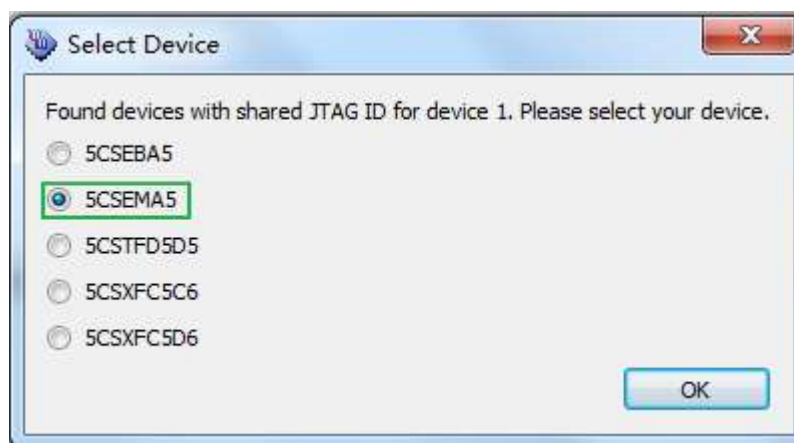 Select Device
Found devices with shared JTAG ID for device 1. Please select your device.
5CSEBA5
5CSEMA5
5CSTFD5D5
5CSXFC5C6
5CSXFC5D6
OK